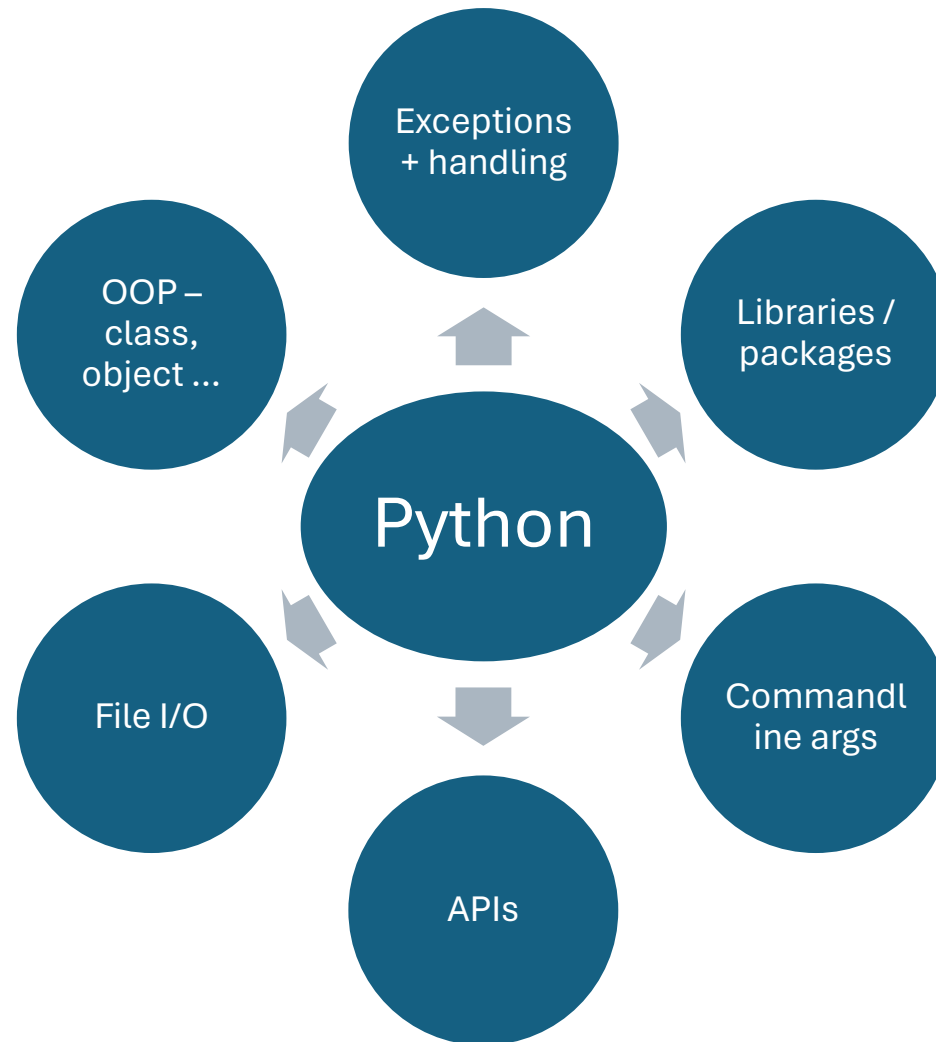 Exceptions
+ handling
Libraries /
packages
Commandl
ine args
APIs
File I/O
OOP –
class,
object ...
Python